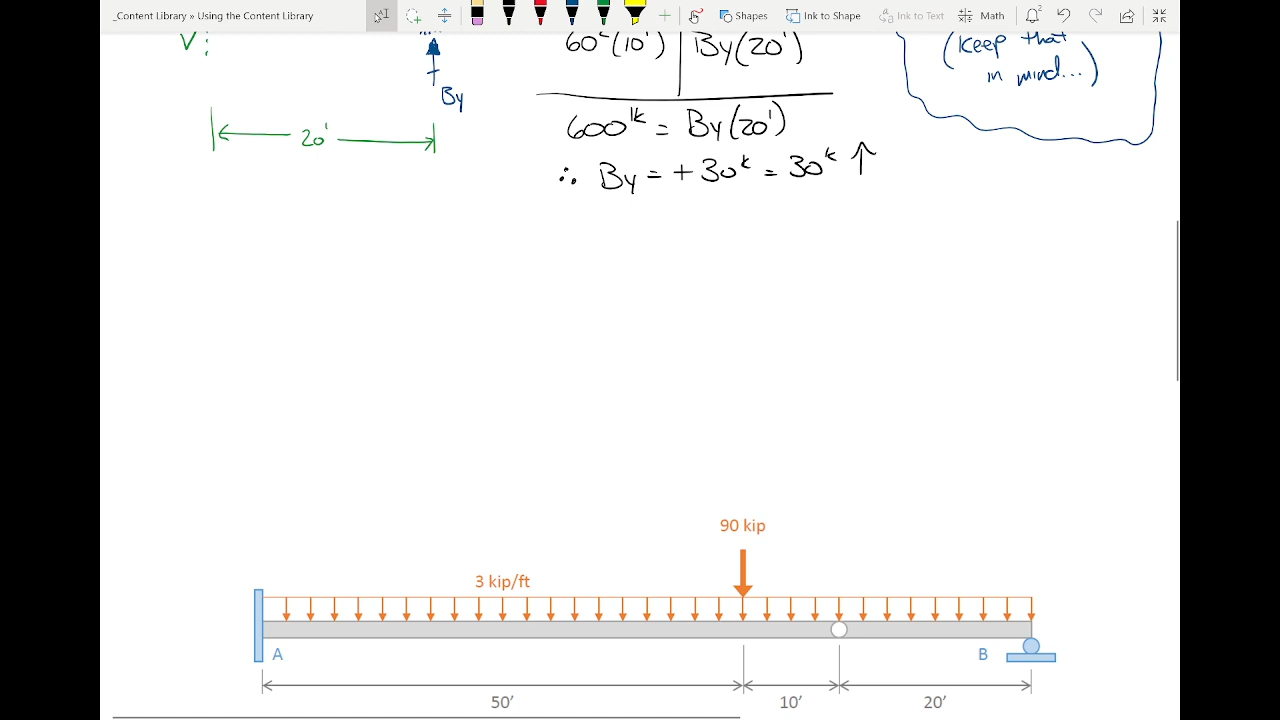 _Content Library » Using the Content Library
Shapes
Ink to Shape
Ink to Text
Math
V:
By
20'
60ᵏ(10') | By(20')
600'ᵏ = By(20')
∴ By = +30ᵏ = 30ᵏ ↑
(keep that
in mind...)
90 kip
3 kip/ft
A
B
50'
10'
20'